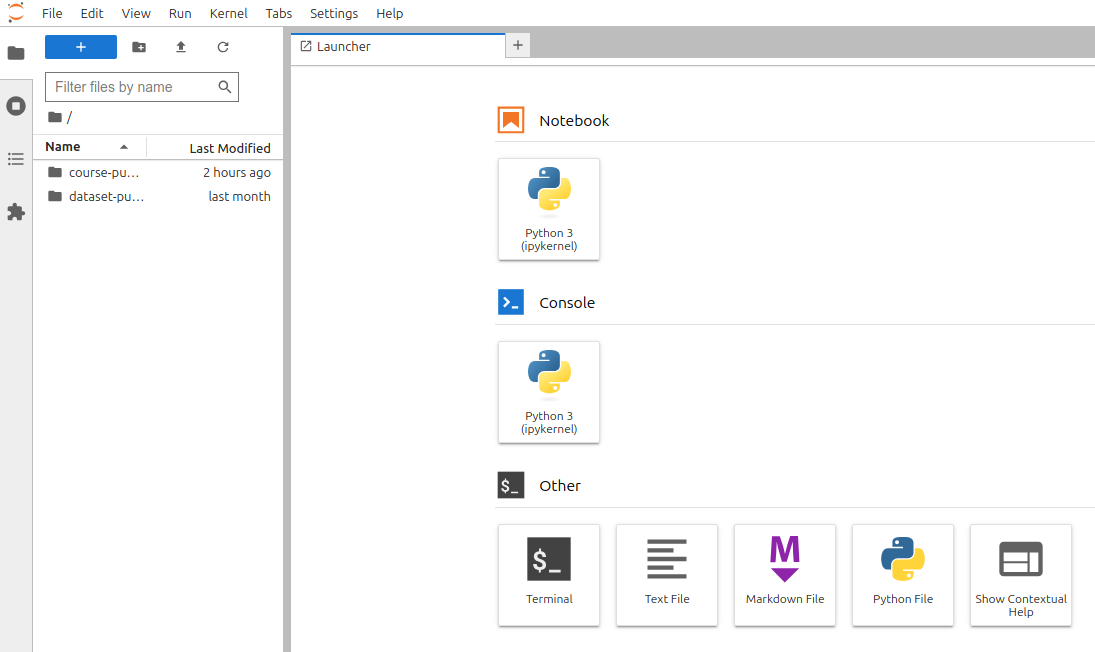 File Edit View Run Kernel Tabs Settings Help
+
Filter files by name
/
Name Last Modified
course-pu… 2 hours ago
dataset-pu… last month
Launcher +
Notebook
Python 3
(ipykernel)
>_ Console
Python 3
(ipykernel)
$_ Other
$_
Terminal
Text File
M
Markdown File
Python File
Show Contextual
Help